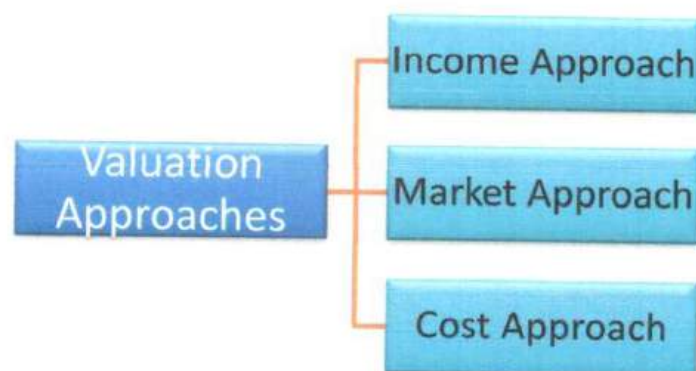 Income Approach
Valuation
Approaches
Market Approach
Cost Approach